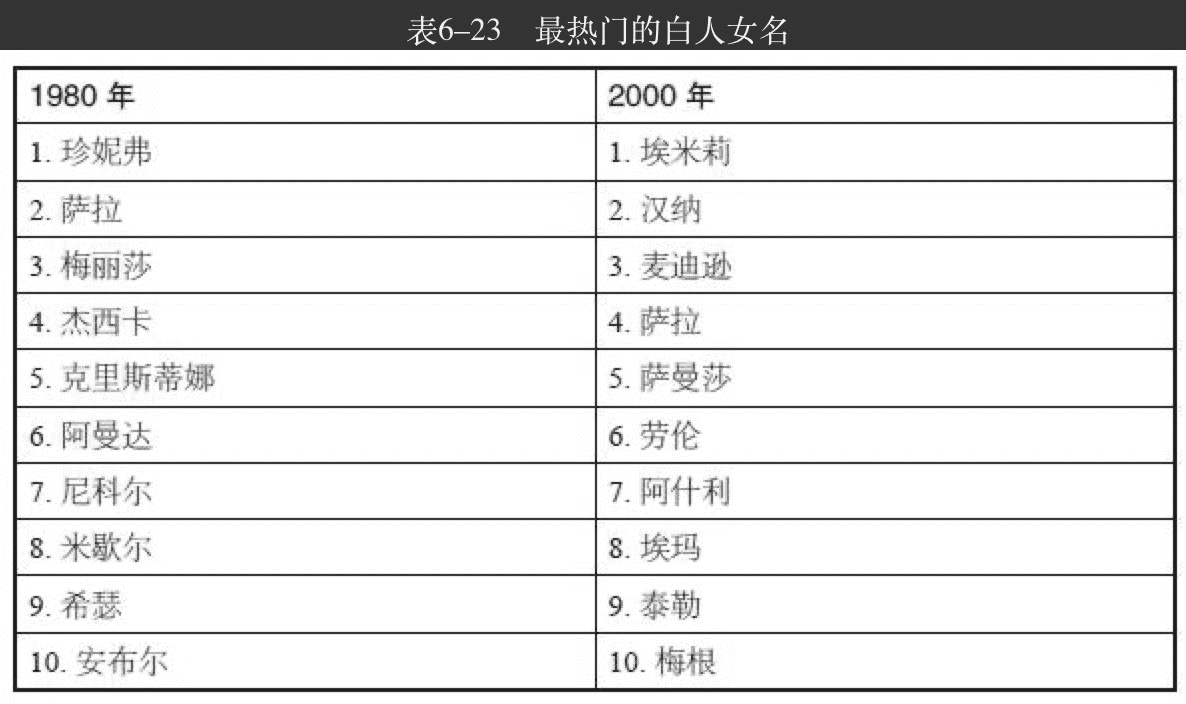 表6–23 最热门的白人女名
1980 年 2000 年
1. 珍妮弗 1. 埃米莉
2. 萨拉 2. 汉纳
3. 梅丽莎 3. 麦迪逊
4. 杰西卡 4. 萨拉
5. 克里斯蒂娜 5. 萨曼莎
6. 阿曼达 6. 劳伦
7. 尼科尔 7. 阿什利
8. 米歇尔 8. 埃玛
9. 希瑟 9. 泰勒
10. 安布尔 10. 梅根